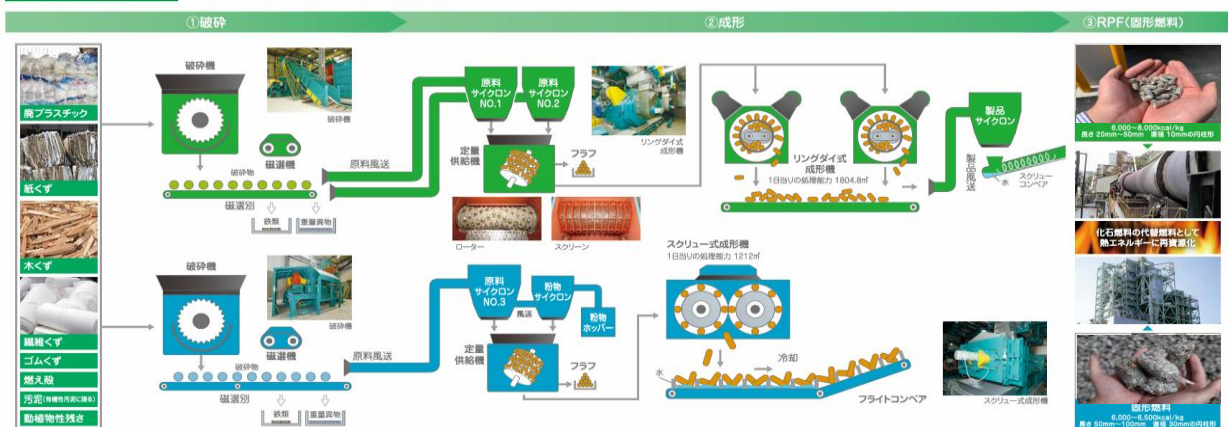 ①破砕
②成形
③RPF(固形燃料)
廃プラスチック
紙くず
木くず
繊維くず
ゴムくず
燃え殻
汚泥(有機性汚泥に限る)
動植物性残さ
破砕機
破砕機
磁選機
破砕物
磁選別
鉄類
重量異物
原料風送
原料
サイクロン
NO.1
原料
サイクロン
NO.2
定量
供給機
フラフ
リングダイ式
成形機
ローター
スクリーン
リングダイ式
成形機
1日当りの処理能力 1804.8㎥
製品
サイクロン
製品風送
水
スクリュー
コンベア
破砕機
破砕機
磁選機
破砕物
磁選別
鉄類
重量異物
原料風送
原料
サイクロン
NO.3
風送
粉物
サイクロン
粉物
ホッパー
定量
供給機
フラフ
スクリュー式成形機
1日当りの処理能力 1212㎥
水
冷却
フライトコンベア
スクリュー式成形機
6,000~8,000kcal/kg
長さ 20mm~50mm 直径 10mmの円柱形
化石燃料の代替燃料として
熱エネルギーに再資源化
固形燃料
6,000~6,500kcal/kg
長さ 50mm~100mm 直径 30mmの円柱形